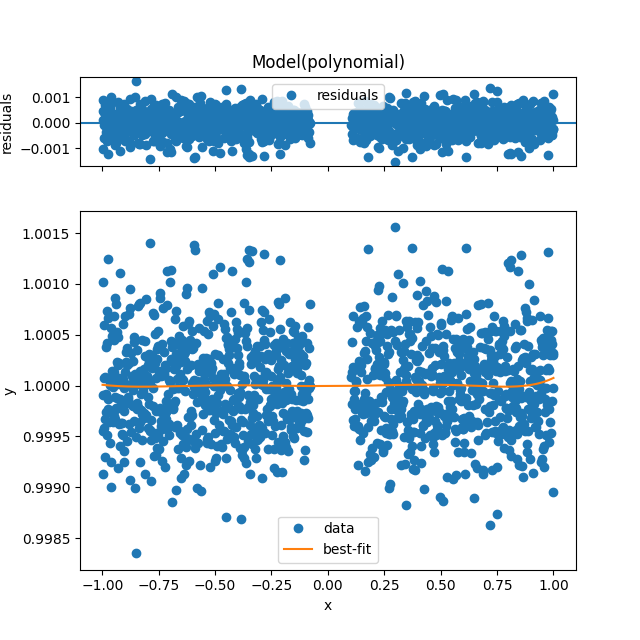 Model(polynomial)
residuals
0.001
0.000
−0.001
residuals
y
1.0015
1.0010
1.0005
1.0000
0.9995
0.9990
0.9985
data
best-fit
−1.00 −0.75 −0.50 −0.25 0.00 0.25 0.50 0.75 1.00
x